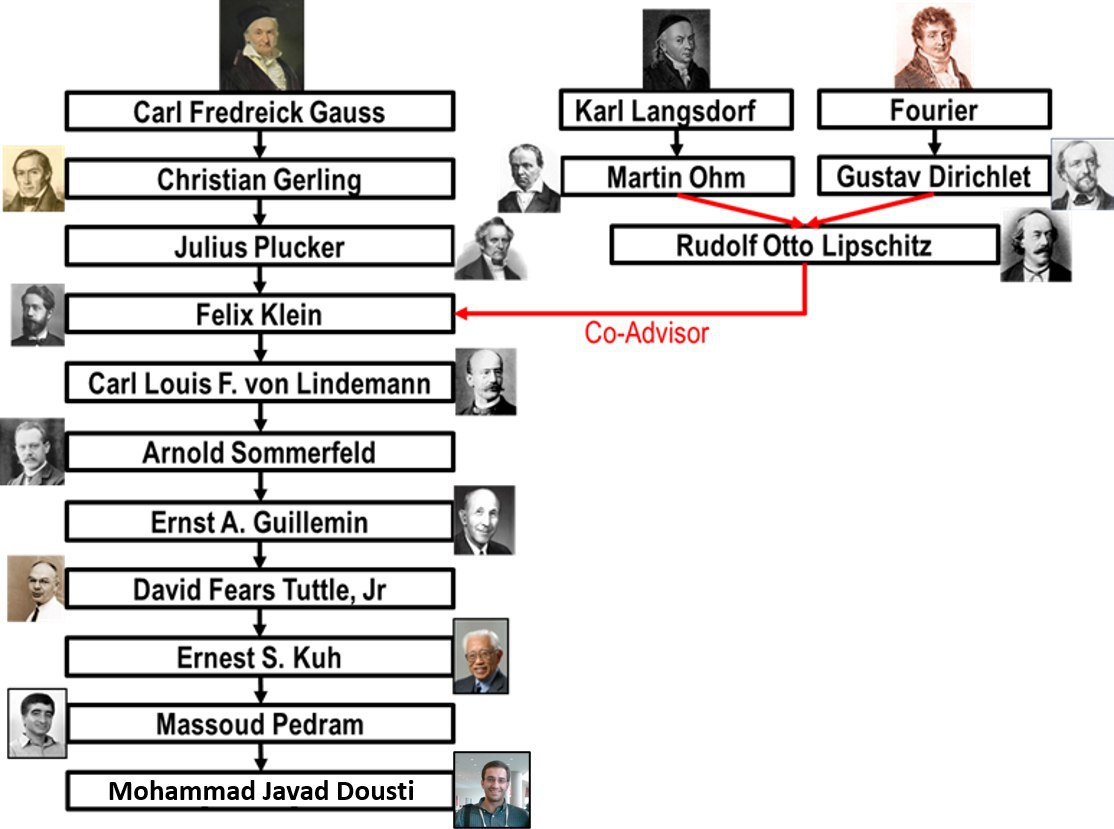 Carl Fredreick Gauss
Christian Gerling
Julius Plucker
Felix Klein
Carl Louis F. von Lindemann
Arnold Sommerfeld
Ernst A. Guillemin
David Fears Tuttle, Jr
Ernest S. Kuh
Massoud Pedram
Mohammad Javad Dousti
Karl Langsdorf
Fourier
Martin Ohm
Gustav Dirichlet
Rudolf Otto Lipschitz
Co-Advisor